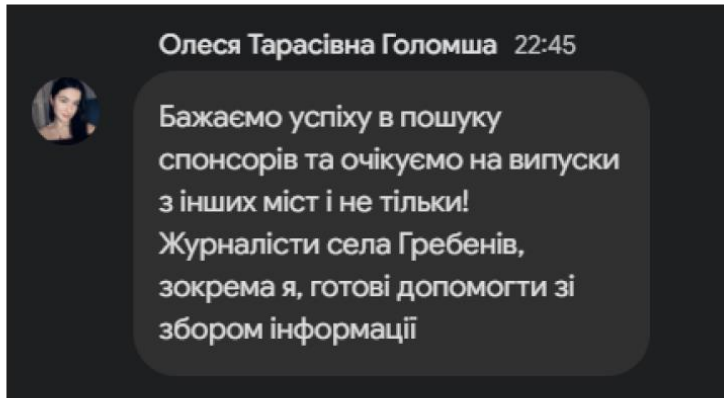 Олеся Тарасівна Голомша 22:45
Бажаємо успіху в пошуку
спонсорів та очікуємо на випуски
з інших міст і не тільки!
Журналісти села Гребенів,
зокрема я, готові допомогти зі
збором інформації